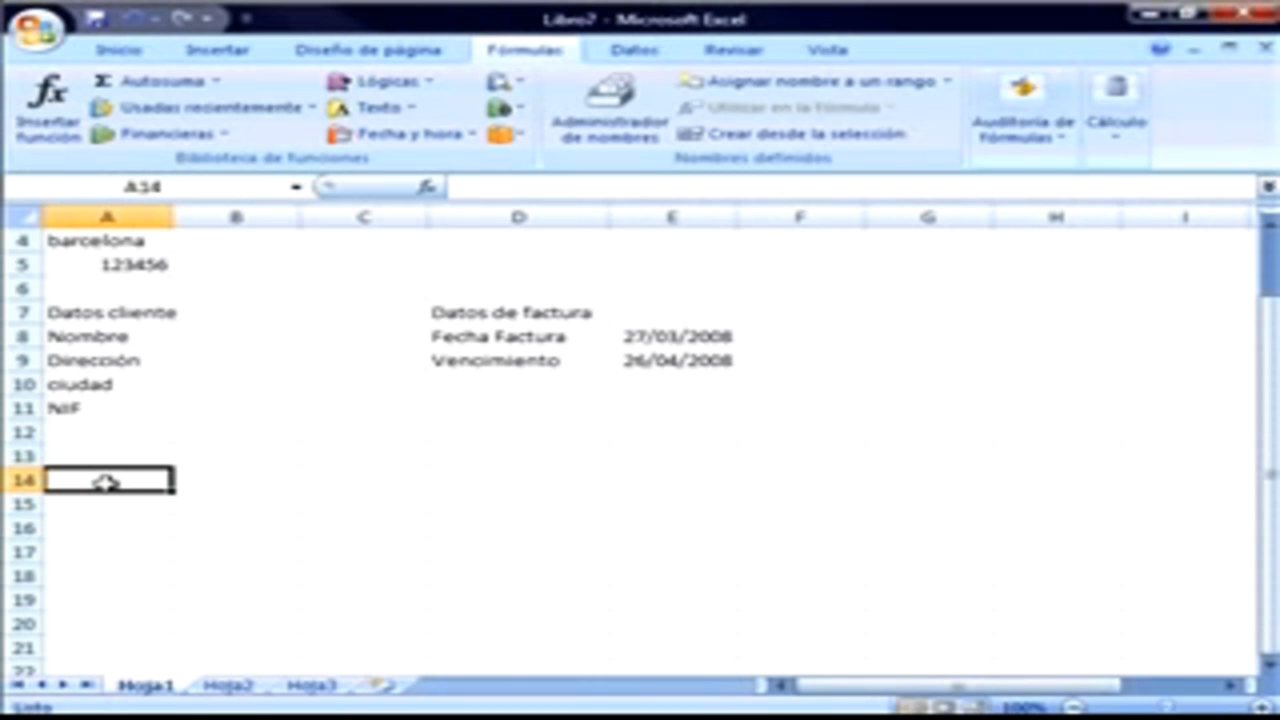 Libro7 - Microsoft Excel
Inicio Insertar Diseño de página Fórmulas Datos Revisar Vista
fx Σ Autosuma Lógicas Asignar nombre a un rango
Usadas recientemente Texto Utilizar en la fórmula
Insertar función Financieras Fecha y hora Administrador de nombres Crear desde la selección Auditoría de Fórmulas Cálculo
Biblioteca de funciones Nombres definidos
A14 fx
A B C D E F G H I
4 barcelona
5 123456
6
7 Datos cliente Datos de factura
8 Nombre Fecha Factura 27/03/2008
9 Dirección Vencimiento 26/04/2008
10 ciudad
11 NIF
12
13
14
15
16
17
18
19
20
21
22
Hoja1 Hoja2 Hoja3
Listo 100%